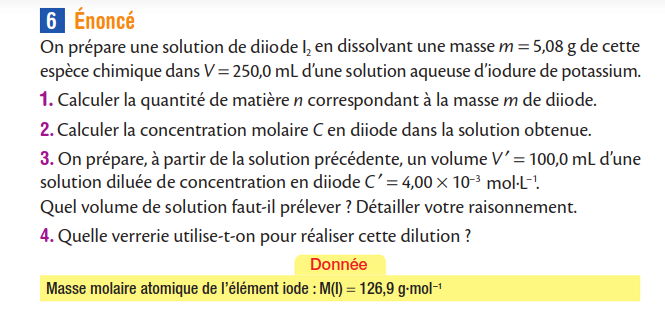 6 Énoncé
On prépare une solution de diiode I₂ en dissolvant une masse m = 5,08 g de cette
espèce chimique dans V = 250,0 mL d’une solution aqueuse d’iodure de potassium.
1. Calculer la quantité de matière n correspondant à la masse m de diiode.
2. Calculer la concentration molaire C en diiode dans la solution obtenue.
3. On prépare, à partir de la solution précédente, un volume V′ = 100,0 mL d’une
solution diluée de concentration en diiode C′ = 4,00 × 10⁻³ mol·L⁻¹.
Quel volume de solution faut-il prélever ? Détailler votre raisonnement.
4. Quelle verrerie utilise-t-on pour réaliser cette dilution ?
Donnée
Masse molaire atomique de l’élément iode : M(I) = 126,9 g·mol⁻¹